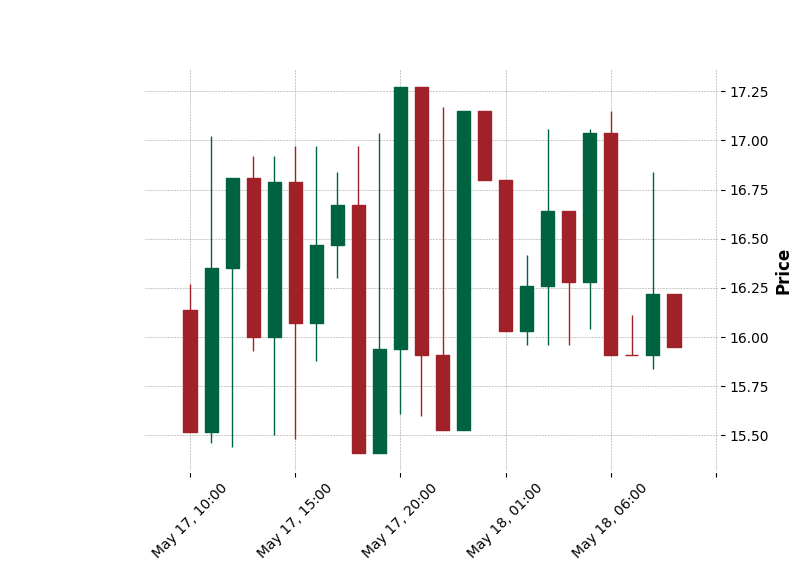 17.25
17.00
16.75
16.50
16.25
16.00
15.75
15.50
Price
May 17, 10:00
May 17, 15:00
May 17, 20:00
May 18, 01:00
May 18, 06:00